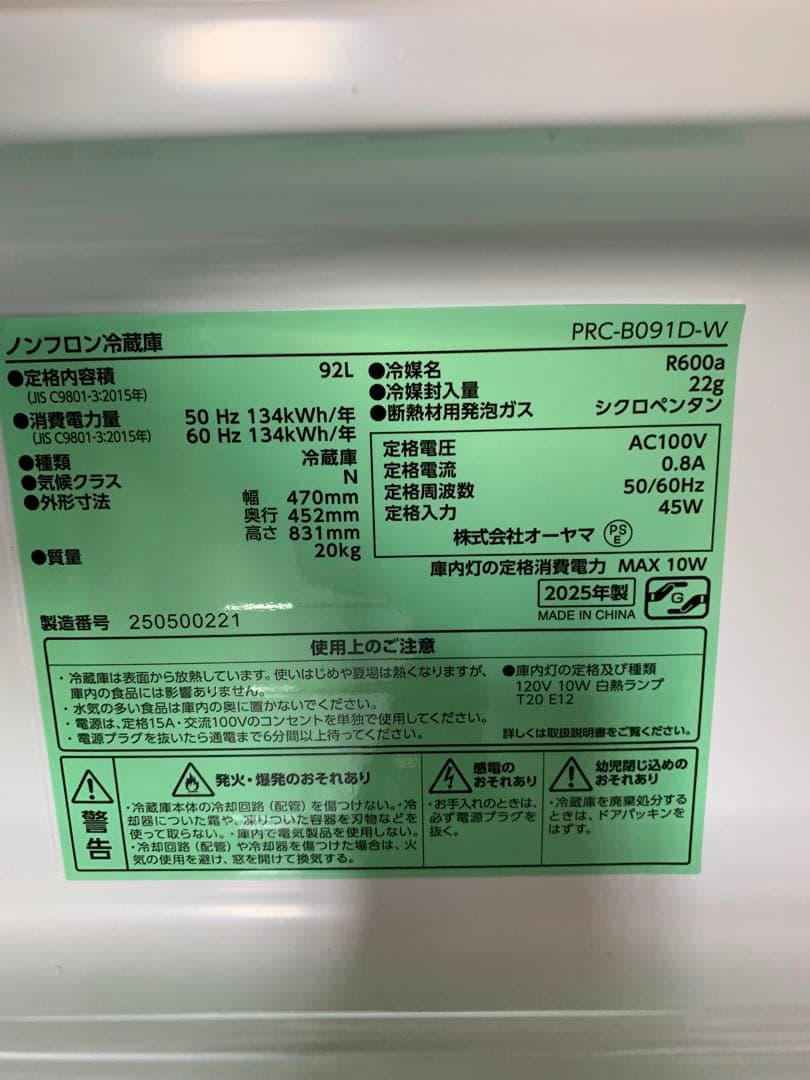 ノンフロン冷蔵庫 PRC-B091D-W
●定格内容積 92L
(JIS C9801-3:2015年)
●消費電力量 50 Hz 134kWh/年
(JIS C9801-3:2015年) 60 Hz 134kWh/年
●種類 冷蔵庫
●気候クラス N
●外形寸法 幅 470mm
奥行 452mm
高さ 831mm
●質量 20kg
●冷媒名 R600a
●冷媒封入量 22g
●断熱材用発泡ガス シクロペンタン
定格電圧 AC100V
定格電流 0.8A
定格周波数 50/60Hz
定格入力 45W
株式会社オーヤマ PSE
庫内灯の定格消費電力 MAX 10W
2025年製
MADE IN CHINA
G
製造番号 250500221
使用上のご注意
・冷蔵庫は表面から放熱しています。使いはじめや夏場は熱くなりますが、
庫内の食品には影響ありません。
・水気の多い食品は庫内の奥に置かないでください。
・電源は、定格15A・交流100Vのコンセントを単独で使用してください。
・電源プラグを抜いたら通電まで6分間以上待ってください。
●庫内灯の定格及び種類
120V 10W 白熱ランプ
T20 E12
詳しくは取扱説明書をご覧ください。
警告
発火・爆発のおそれあり
・冷蔵庫本体の冷却回路（配管）を傷つけない。・冷
却器についた霜や、凍りついた容器を刃物などを
使って取らない。・庫内で電気製品を使用しない。
・冷却回路（配管）や冷却器を傷つけた場合は、火
気の使用を避け、窓を開けて換気する。
感電の
おそれあり
・お手入れのときは、
必ず電源プラグを
抜く。
幼児閉じ込めの
おそれあり
・冷蔵庫を廃棄処分する
ときは、ドアパッキンを
はずす。